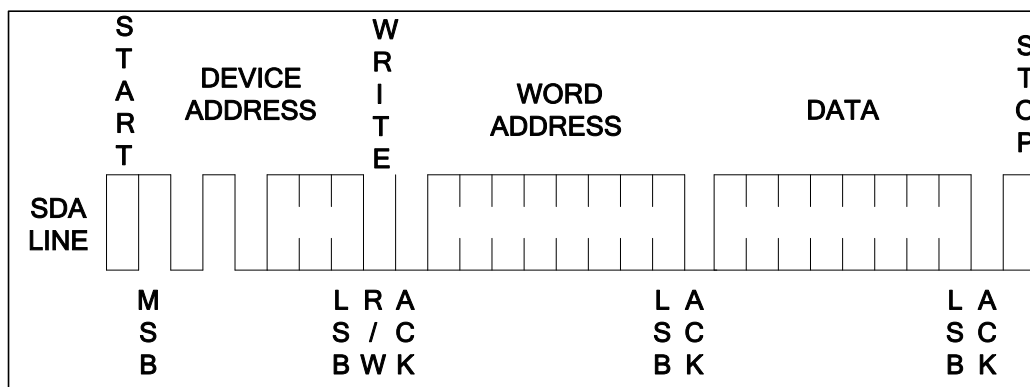 START
DEVICE
ADDRESS
WRITE
WORD
ADDRESS
DATA
STOP
SDA
LINE
MSB
LSB
R/W
ACK
LSB
ACK
LSB
ACK